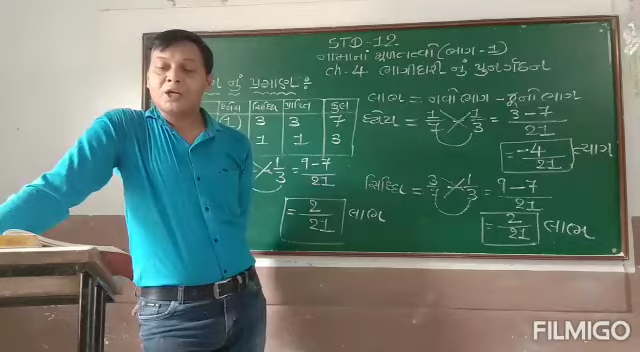 STD-12
નામાનાં મૂળતત્વો (ભાગ-1)
ch-4 ભાગીદારી નું પુનર્ગઠન
નું પ્રમાણ :
ધ્યેય સિધ્ધિ પ્રાપ્તિ કુલ
1 3 3 7
1 1 3
1/3 = 9-7/21
= 2/21 લાભ
લાભ = નવો ભાગ - જૂનો ભાગ
ધ્યેય = 1/7 1/3 = 3-7/21
= -4/21 ત્યાગ
સિધ્ધિ = 3/7 1/3 = 9-7/21
= 2/21 લાભ
FILMIGO